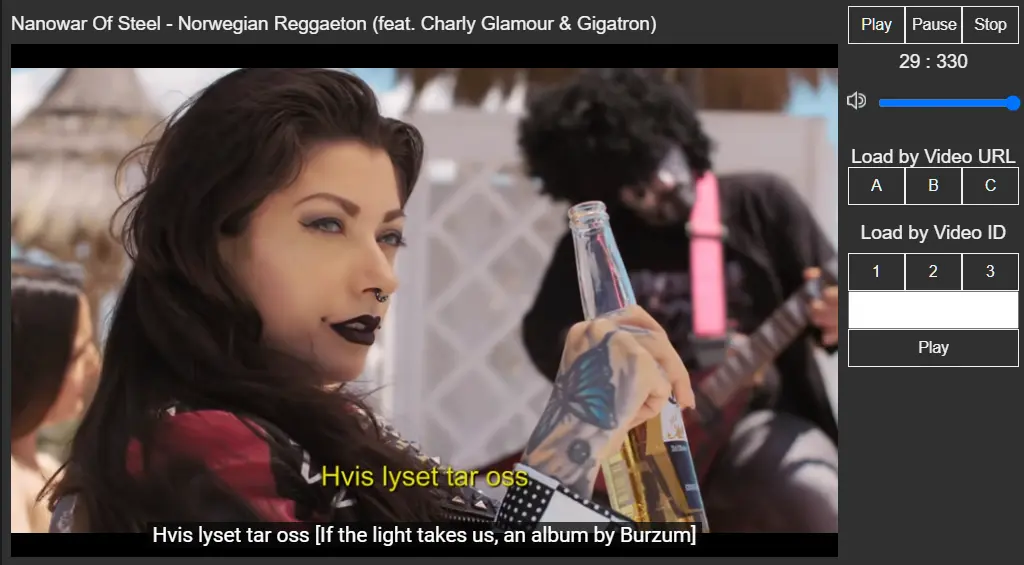 Nanowar Of Steel - Norwegian Reggaeton (feat. Charly Glamour & Gigatron)
Play Pause Stop
29 : 330
Load by Video URL
A B C
Load by Video ID
1 2 3
Play
Hvis lyset tar oss
Hvis lyset tar oss [If the light takes us, an album by Burzum]